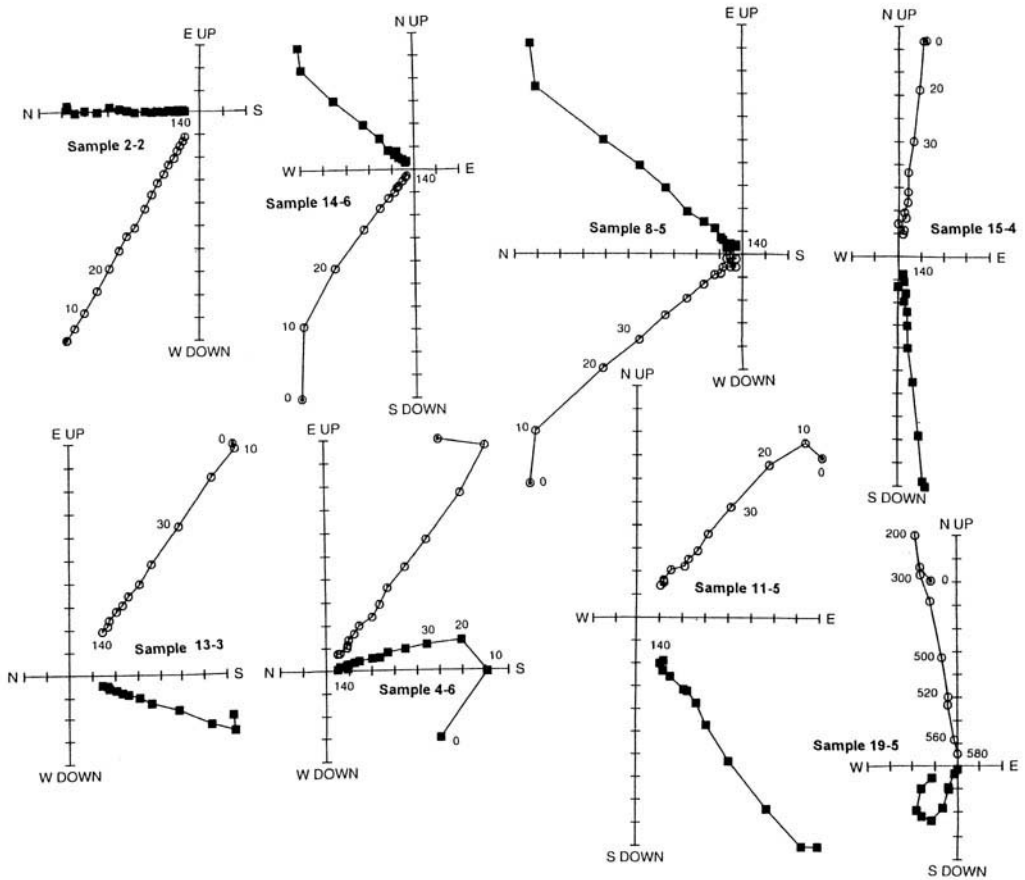 E UP
N
S
140
Sample 2-2
20
10
W DOWN
N UP
W
E
140
Sample 14-6
20
10
0
S DOWN
E UP
N
S
140
Sample 8-5
30
20
10
0
W DOWN
N UP
0
20
30
Sample 15-4
W
E
140
S DOWN
E UP
0
10
30
140
Sample 13-3
N
S
W DOWN
E UP
30
20
10
N
S
140
Sample 4-6
0
W DOWN
N UP
10
20
0
30
Sample 11-5
W
E
140
S DOWN
N UP
200
300
0
500
520
560
580
Sample 19-5
W
E
S DOWN